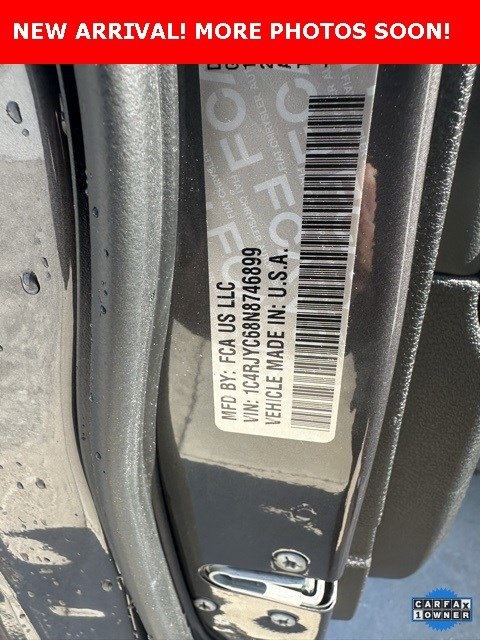 NEW ARRIVAL! MORE PHOTOS SOON!
MFD BY: FCA US LLC
VIN: 1C4RJYC68N8746899
VEHICLE MADE IN: U.S.A.
CARFAX
1 OWNER